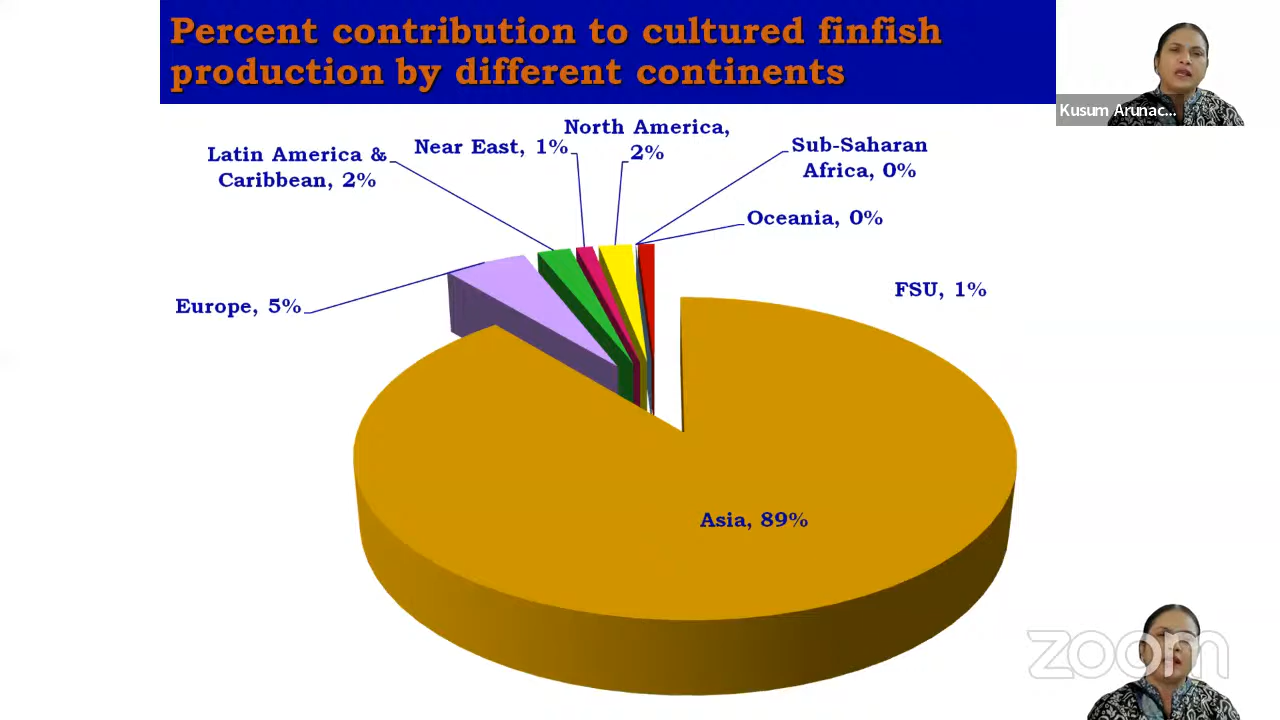 Percent contribution to cultured finfish
production by different continents
Kusum Arunac...
North America,
2%
Near East, 1%
Latin America &
Caribbean, 2%
Sub-Saharan
Africa, 0%
Oceania, 0%
FSU, 1%
Europe, 5%
Asia, 89%
zoom